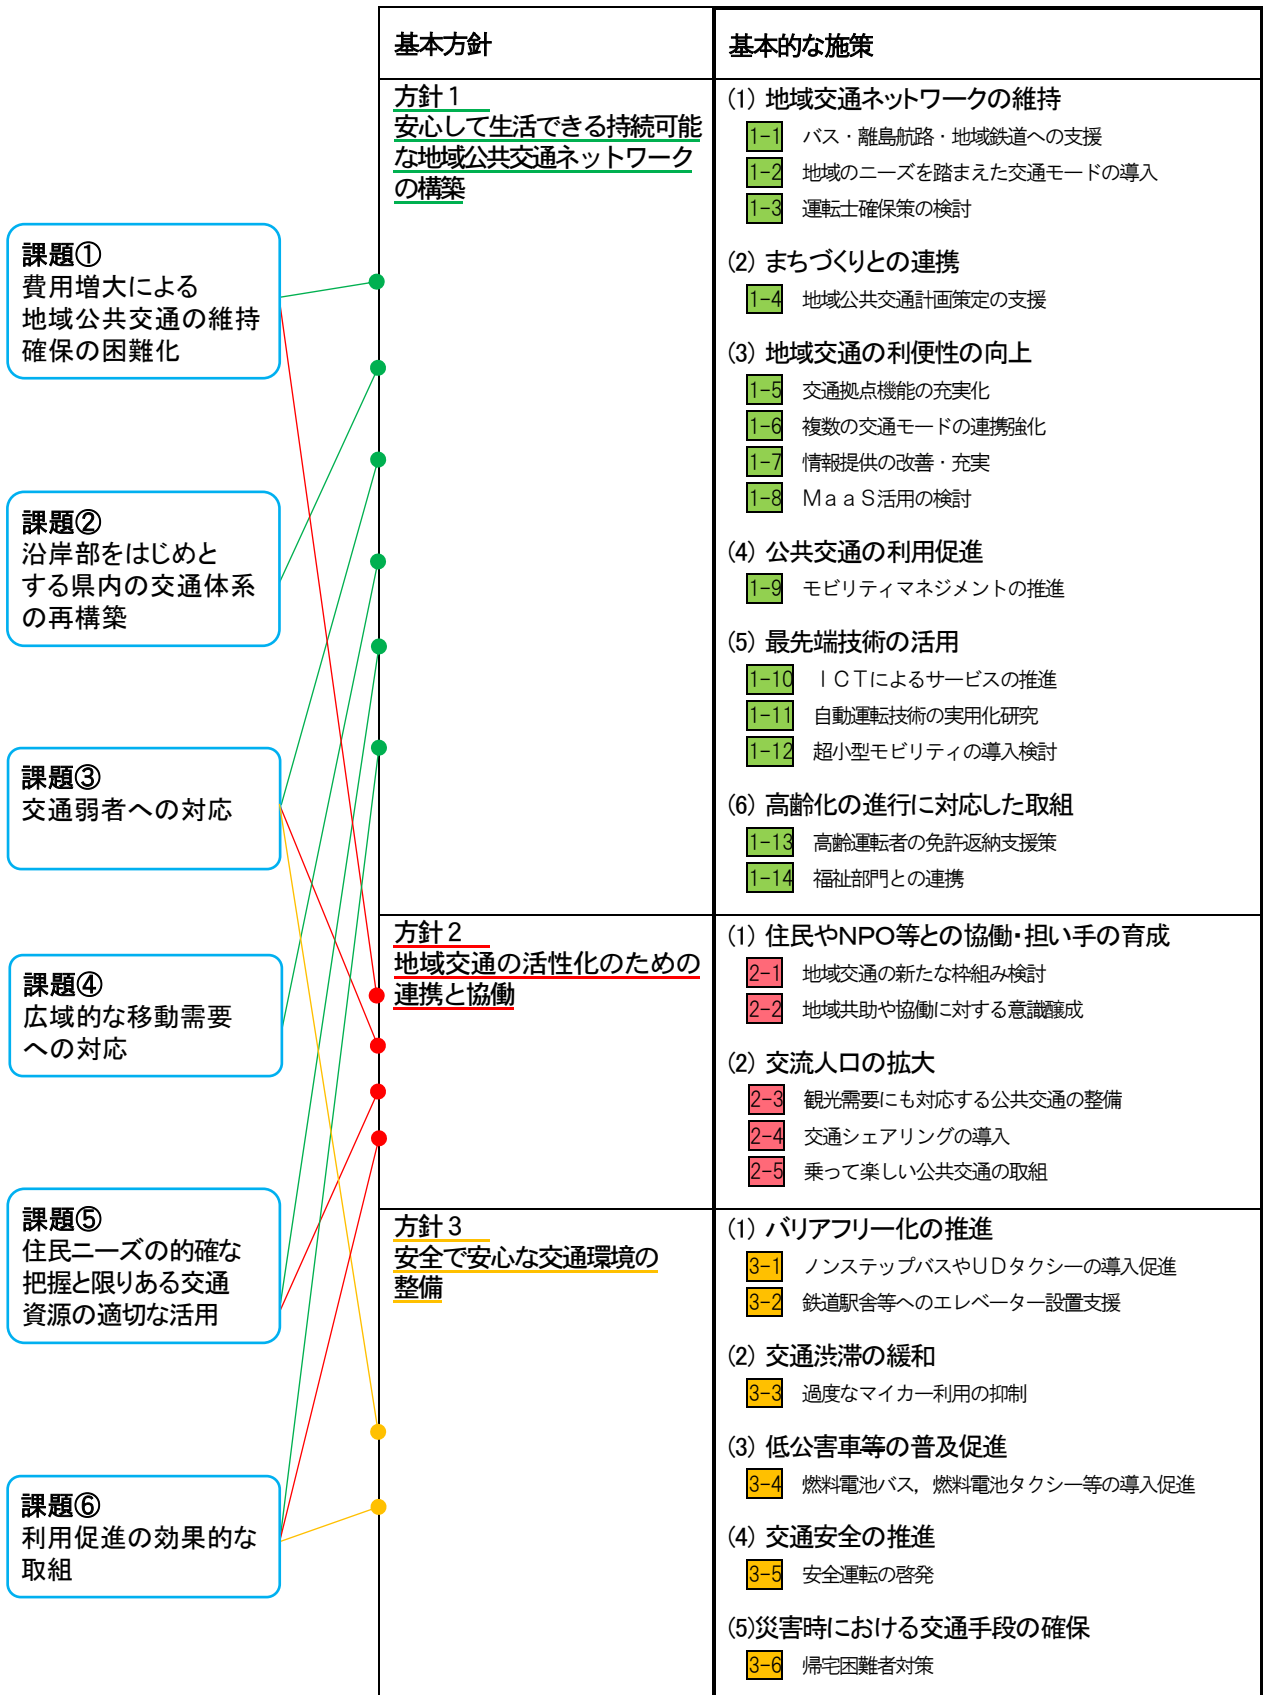 基本方針
基本的な施策
課題①
費用増大による
地域公共交通の維持
確保の困難化
課題②
沿岸部をはじめと
する県内の交通体系
の再構築
課題③
交通弱者への対応
課題④
広域的な移動需要
への対応
課題⑤
住民ニーズの的確な
把握と限りある交通
資源の適切な活用
課題⑥
利用促進の効果的な
取組
方針1
安心して生活できる持続可能
な地域公共交通ネットワーク
の構築
(1) 地域交通ネットワークの維持
1-1 バス・離島航路・地域鉄道への支援
1-2 地域のニーズを踏まえた交通モードの導入
1-3 運転士確保策の検討
(2) まちづくりとの連携
1-4 地域公共交通計画策定の支援
(3) 地域交通の利便性の向上
1-5 交通拠点機能の充実化
1-6 複数の交通モードの連携強化
1-7 情報提供の改善・充実
1-8 MaaS活用の検討
(4) 公共交通の利用促進
1-9 モビリティマネジメントの推進
(5) 最先端技術の活用
1-10 ICTによるサービスの推進
1-11 自動運転技術の実用化研究
1-12 超小型モビリティの導入検討
(6) 高齢化の進行に対応した取組
1-13 高齢運転者の免許返納支援策
1-14 福祉部門との連携
方針2
地域交通の活性化のための
連携と協働
(1) 住民やNPO等との協働・担い手の育成
2-1 地域交通の新たな枠組み検討
2-2 地域共助や協働に対する意識醸成
(2) 交流人口の拡大
2-3 観光需要にも対応する公共交通の整備
2-4 交通シェアリングの導入
2-5 乗って楽しい公共交通の取組
方針3
安全で安心な交通環境の
整備
(1) バリアフリー化の推進
3-1 ノンステップバスやUDタクシーの導入促進
3-2 鉄道駅舎等へのエレベーター設置支援
(2) 交通渋滞の緩和
3-3 過度なマイカー利用の抑制
(3) 低公害車等の普及促進
3-4 燃料電池バス，燃料電池タクシー等の導入促進
(4) 交通安全の推進
3-5 安全運転の啓発
(5)災害時における交通手段の確保
3-6 帰宅困難者対策